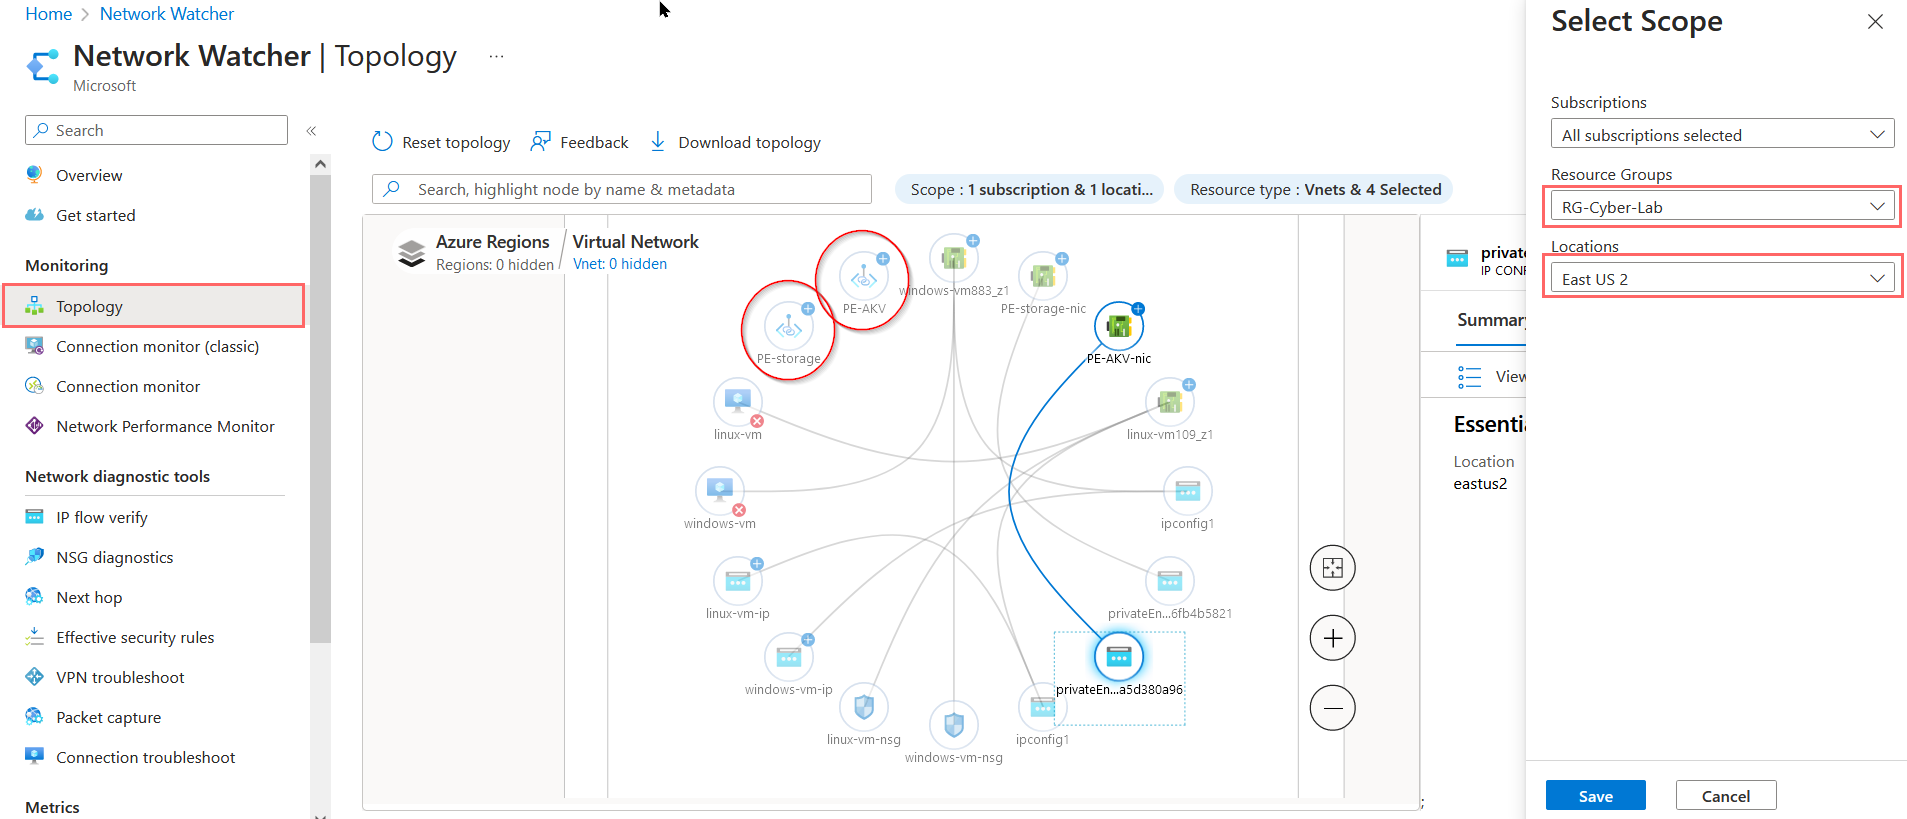 Home > Network Watcher
Network Watcher | Topology ...
Microsoft
Search
«
Overview
Get started
Monitoring
Topology
Connection monitor (classic)
Connection monitor
Network Performance Monitor
Network diagnostic tools
IP flow verify
NSG diagnostics
Next hop
Effective security rules
VPN troubleshoot
Packet capture
Connection troubleshoot
Metrics
Reset topology
Feedback
Download topology
Search, highlight node by name & metadata
Scope : 1 subscription & 1 locati...
Resource type : Vnets & 4 Selected
Azure Regions
Regions: 0 hidden
Virtual Network
Vnet: 0 hidden
PE-AKV
windows-vm883_z1
PE-storage-nic
PE-storage
PE-AKV-nic
linux-vm
linux-vm109_z1
windows-vm
ipconfig1
linux-vm-ip
privateEn...6fb4b5821
windows-vm-ip
privateEn...a5d380a96
linux-vm-nsg
ipconfig1
windows-vm-nsg
privat
IP CONF
Summary
View
Essentia
Location
eastus2
;
Select Scope
Subscriptions
All subscriptions selected
Resource Groups
RG-Cyber-Lab
Locations
East US 2
Save
Cancel